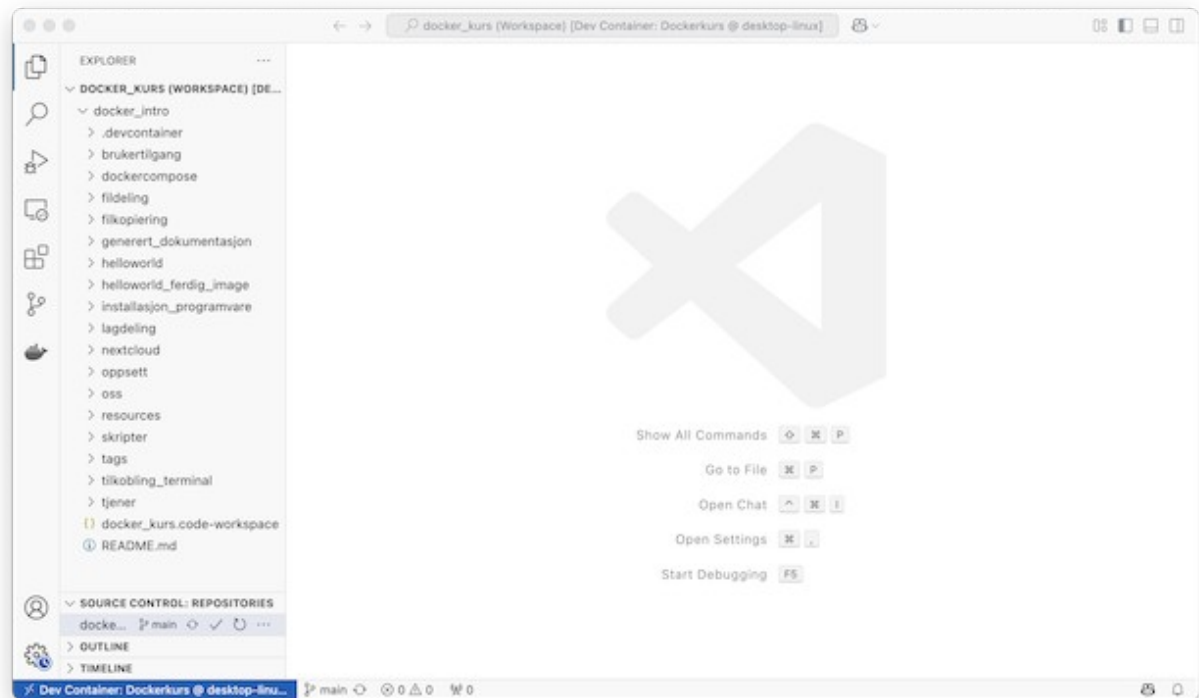 docker_kurs (Workspace) [Dev Container: Dockerkurs @ desktop-linux]
EXPLORER
DOCKER_KURS (WORKSPACE) [DE...
docker_intro
.devcontainer
brukertilgang
dockercompose
fildeling
filkopiering
generert_dokumentasjon
helloworld
helloworld_ferdig_image
installasjon_programvare
lagdeling
nextcloud
oppsett
oss
resources
skripter
tags
tilkobling_terminal
tjener
{} docker_kurs.code-workspace
README.md
SOURCE CONTROL: REPOSITORIES
docke... main ...
OUTLINE
TIMELINE
Show All Commands ⇧ ⌘ P
Go to File ⌘ P
Open Chat ^ ⌘ I
Open Settings ⌘ ,
Start Debugging F5
Dev Container: Dockerkurs @ desktop-linu... main 0 0 0